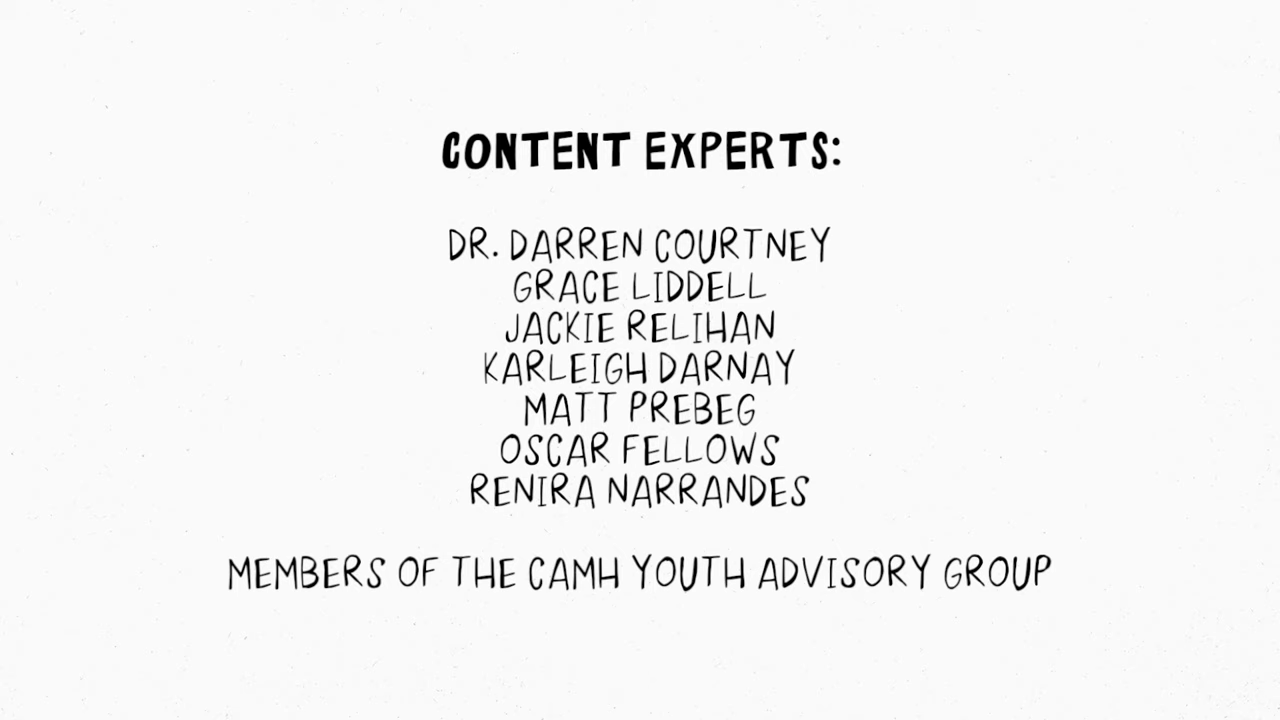 CONTENT EXPERTS:
DR. DARREN COURTNEY
GRACE LIDDELL
JACKIE RELIHAN
KARLEIGH DARNAY
MATT PREBEG
OSCAR FELLOWS
RENIRA NARRANDES
MEMBERS OF THE CAMH YOUTH ADVISORY GROUP